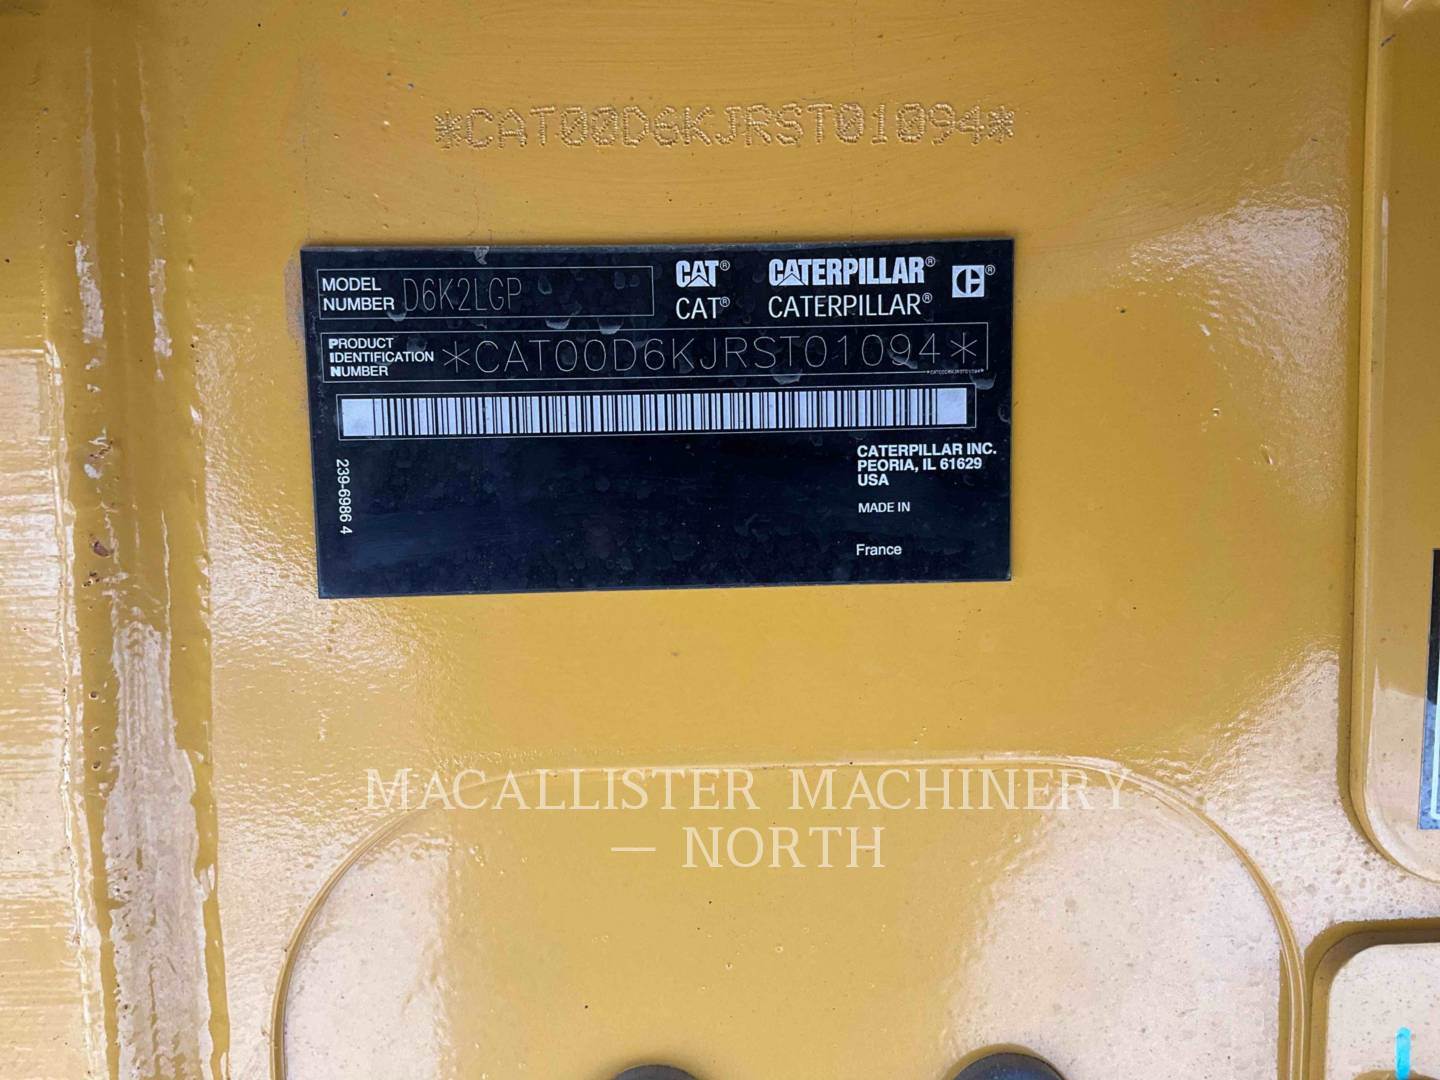 *CAT00D6KJRST01094*
MODEL NUMBER D6K2LGP
CAT® CATERPILLAR®
CAT® CATERPILLAR®
PRODUCT IDENTIFICATION NUMBER *CAT00D6KJRST01094*
*CAT00D6KJRST01094*
239-6986 4
CATERPILLAR INC.
PEORIA, IL 61629
USA
MADE IN
France
MACALLISTER MACHINERY
— NORTH